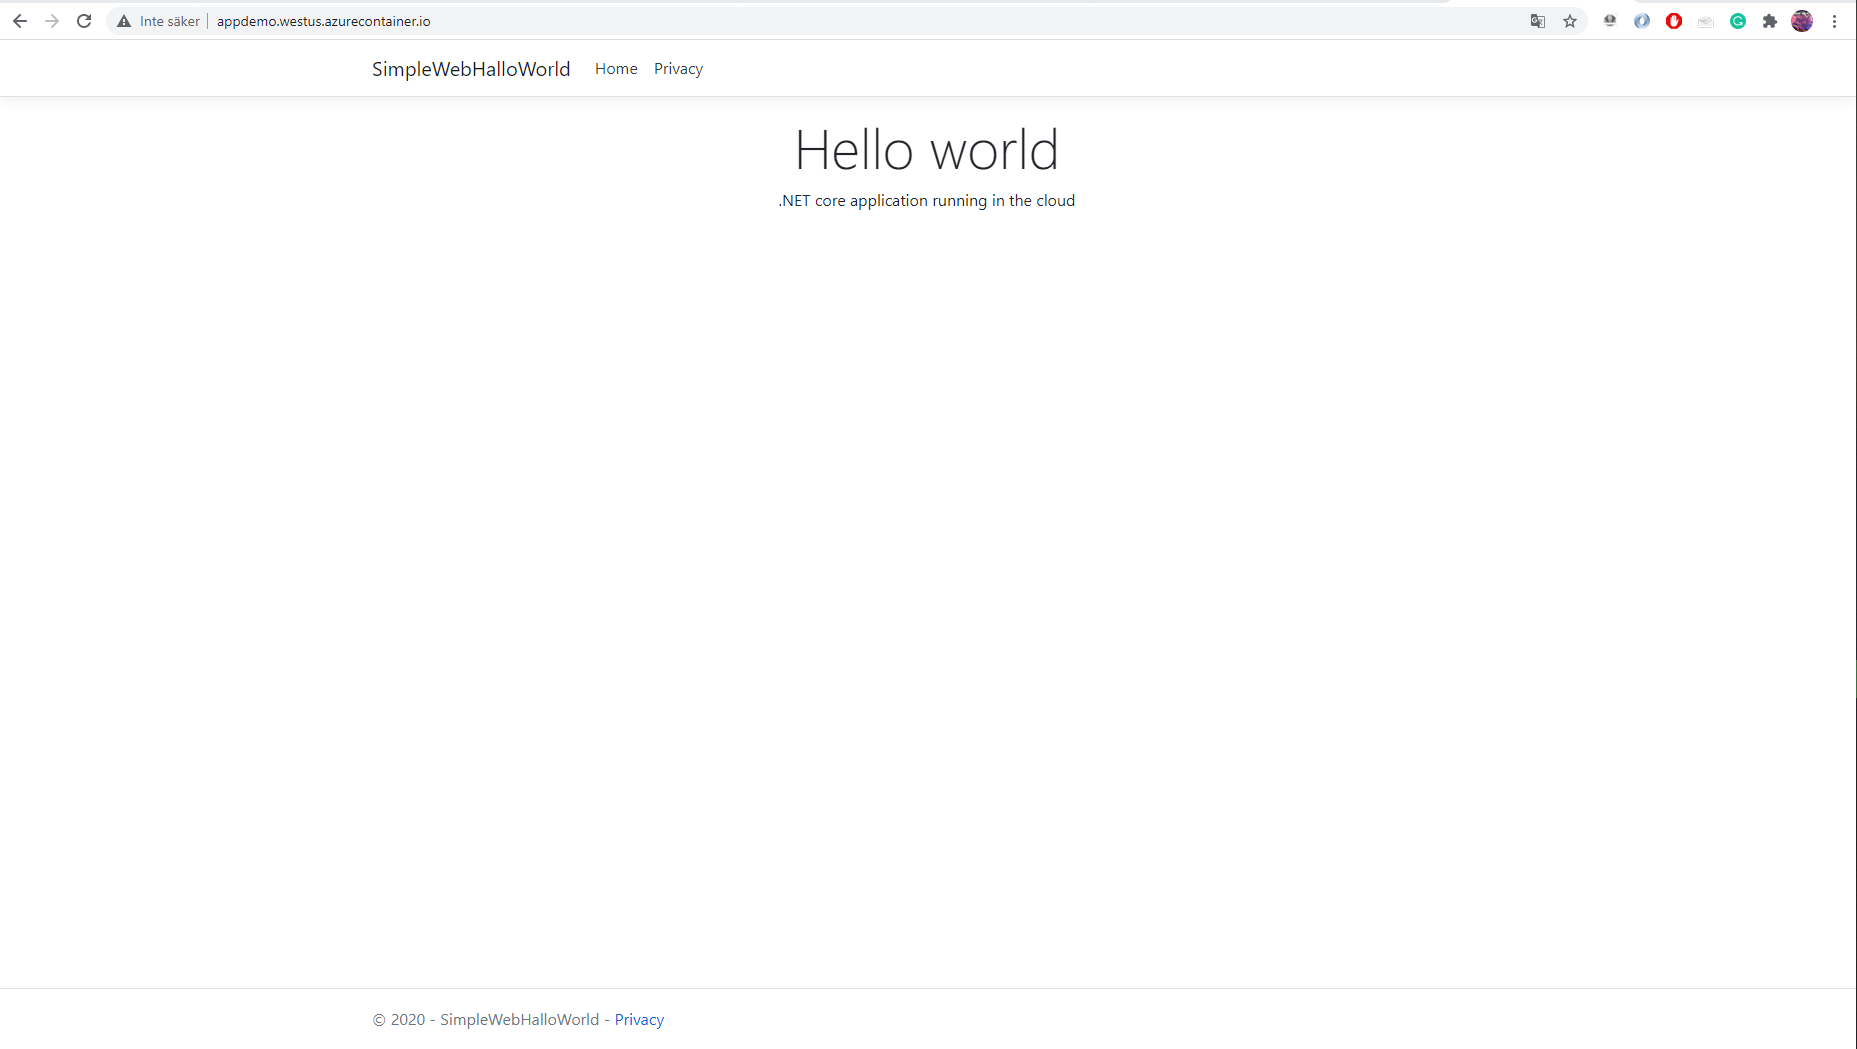 Inte säker appdemo.westus.azurecontainer.io
SimpleWebHalloWorld Home Privacy
Hello world
.NET core application running in the cloud
© 2020 - SimpleWebHalloWorld - Privacy